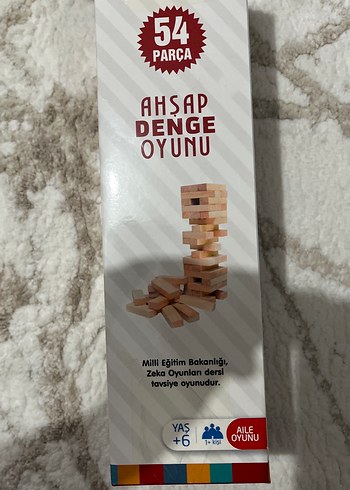 54
PARÇA
AHŞAP
DENGE
OYUNU
Milli Eğitim Bakanlığı,
Zeka Oyunları dersi
tavsiye oyunudur.
YAŞ
+6
1+ kişi
AİLE
OYUNU